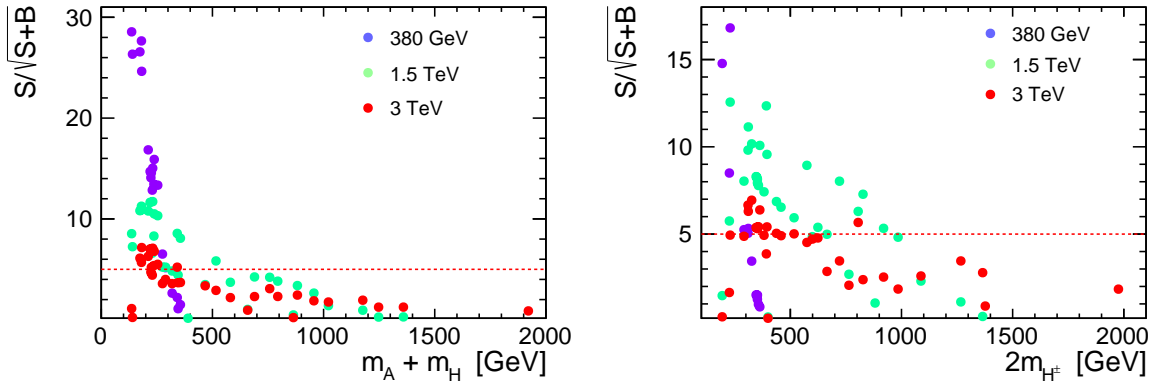 S/√S+B
30
20
10
380 GeV
1.5 TeV
3 TeV
0 500 1000 1500 2000
m_A + m_H [GeV]
S/√S+B
15
10
5
380 GeV
1.5 TeV
3 TeV
500 1000 1500 2000
2m_H± [GeV]